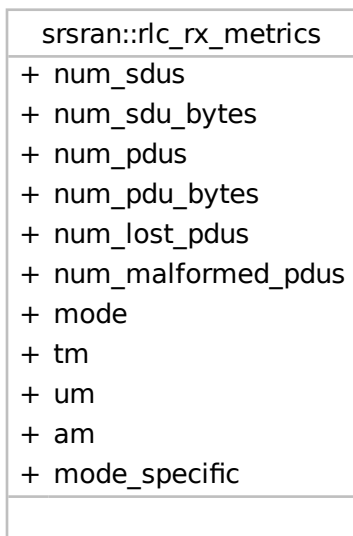 srsran::rlc_rx_metrics
+ num_sdus
+ num_sdu_bytes
+ num_pdus
+ num_pdu_bytes
+ num_lost_pdus
+ num_malformed_pdus
+ mode
+ tm
+ um
+ am
+ mode_specific